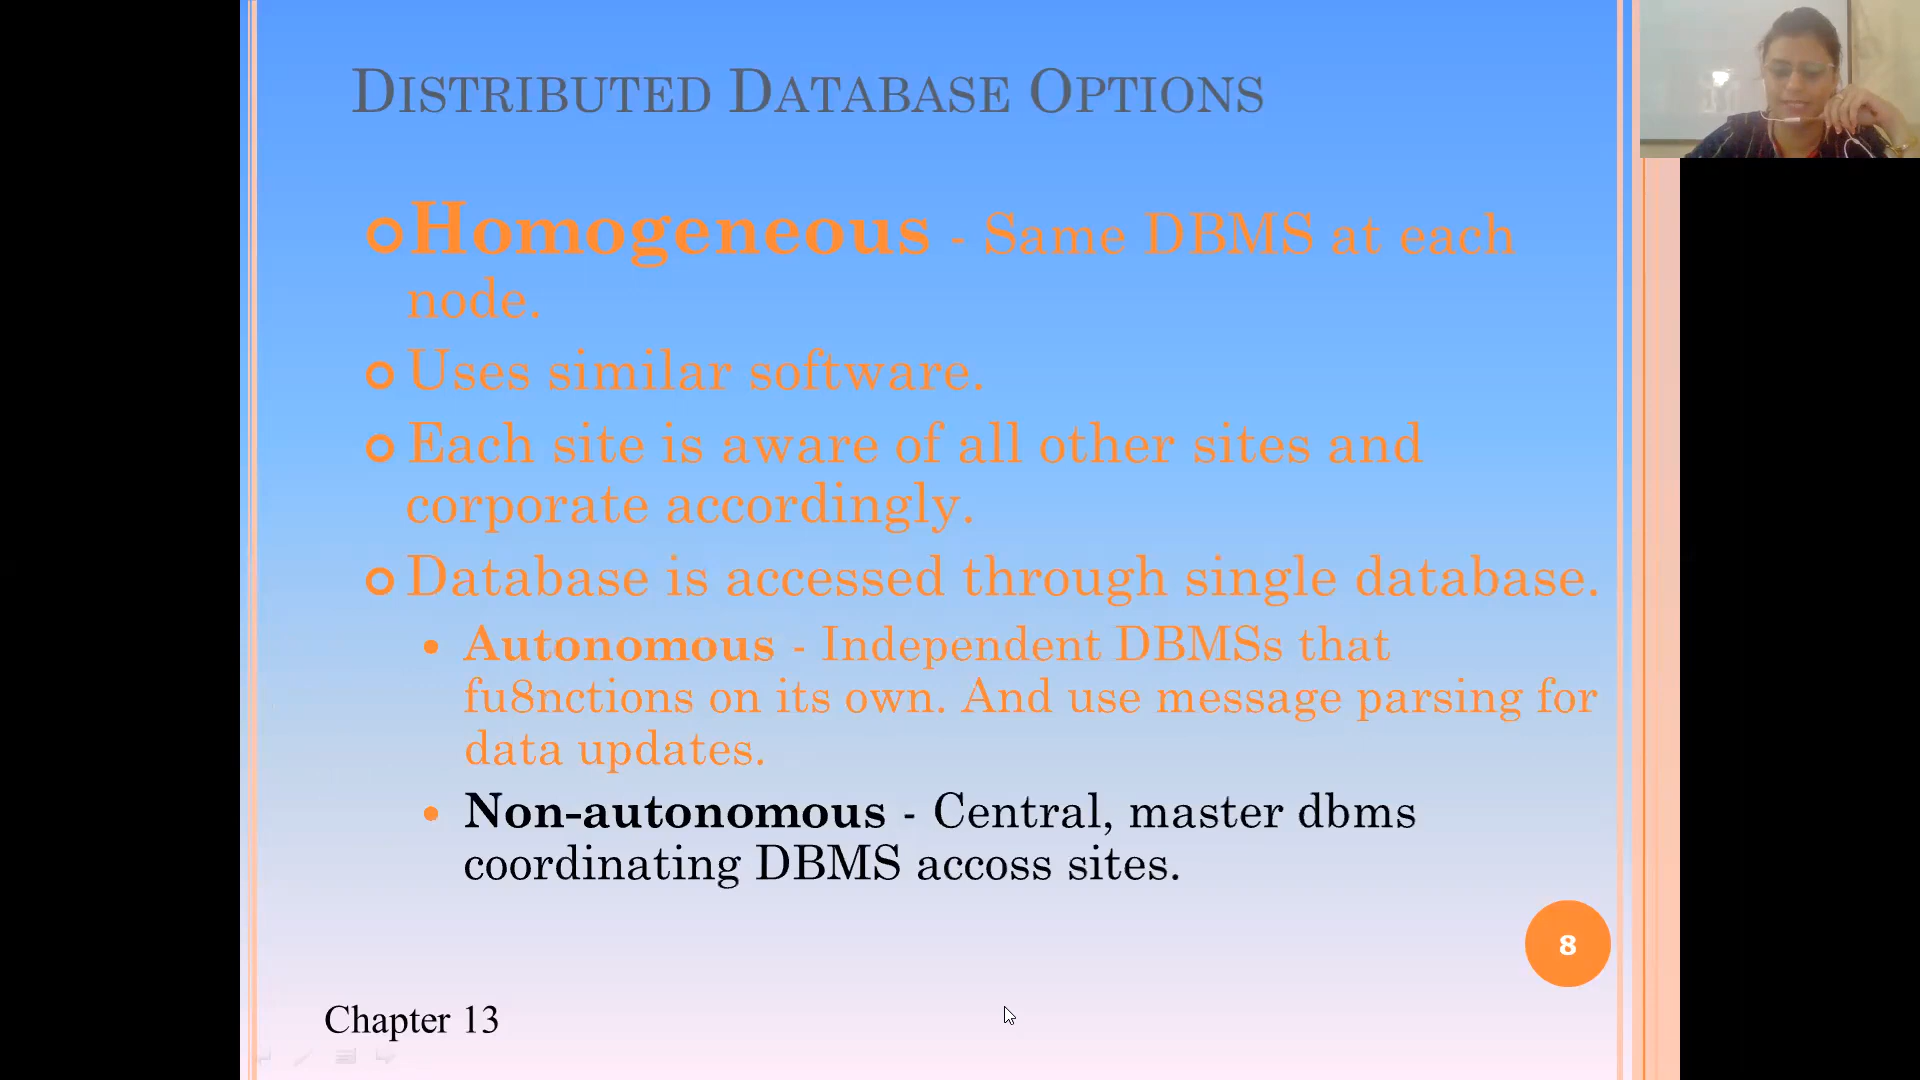 DISTRIBUTED DATABASE OPTIONS
Homogeneous - Same DBMS at each
node.
Uses similar software.
Each site is aware of all other sites and
corporate accordingly.
Database is accessed through single database.
Autonomous - Independent DBMSs that
fu8nctions on its own. And use message parsing for
data updates.
Non-autonomous - Central, master dbms
coordinating DBMS accoss sites.
8
Chapter 13